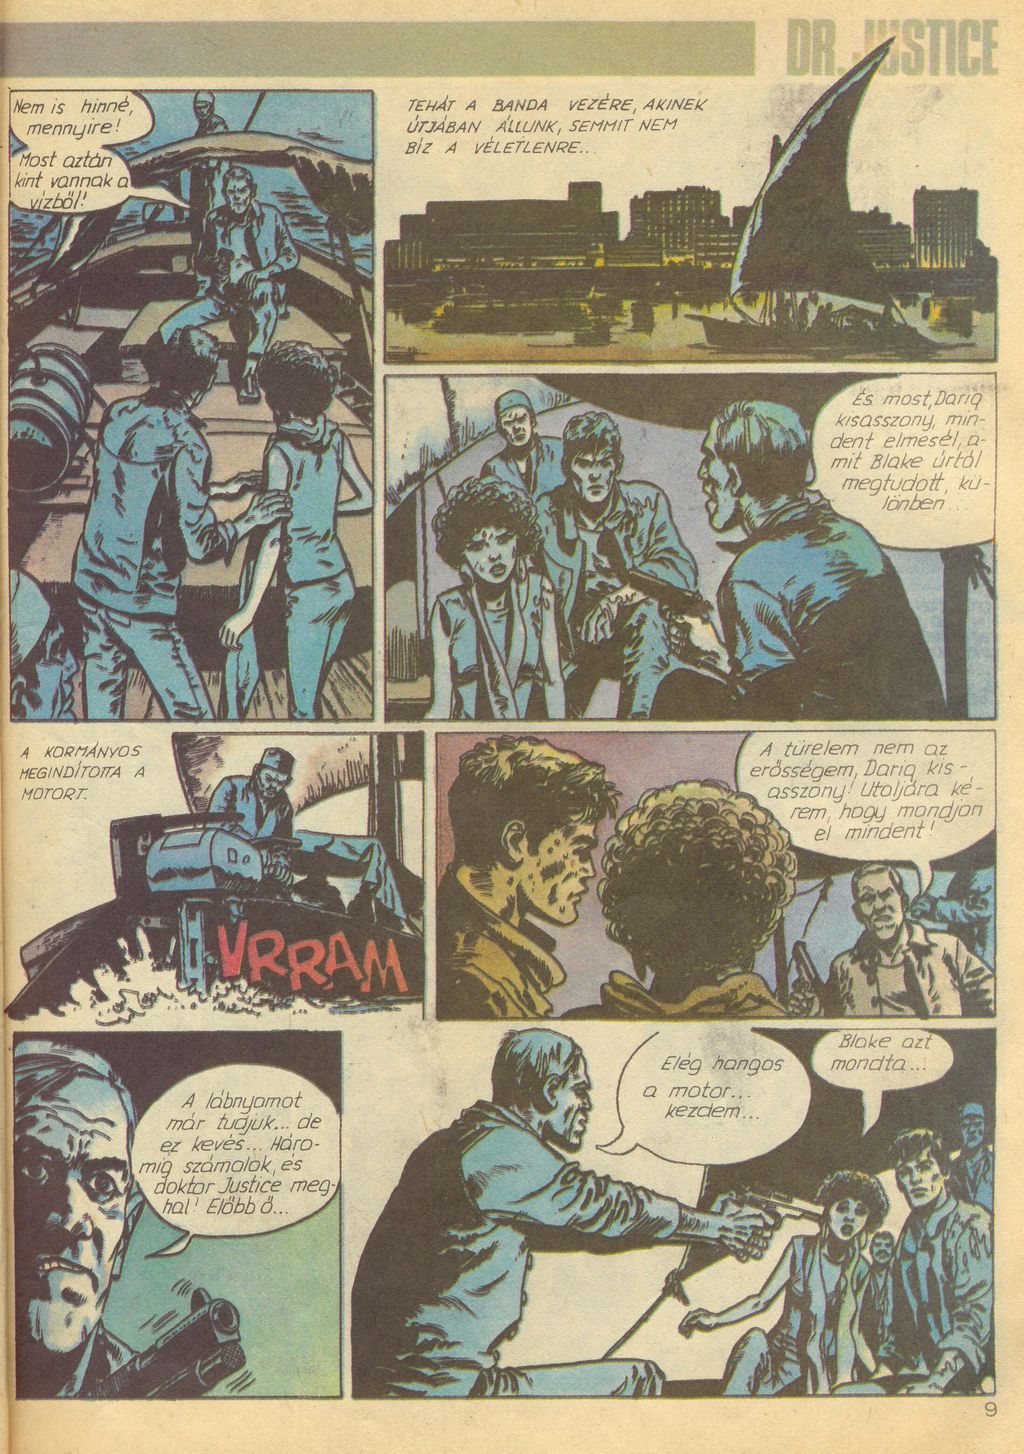 DR. JUSTICE
Nem is hinné,
mennyire!
Most aztán
kint vannak a
vízből!
TEHÁT A BANDA VEZÉRE, AKINEK
ÚTJÁBAN ÁLLUNK, SEMMIT NEM
BÍZ A VÉLETLENRE...
És most, Daria
kisasszony, min-
dent elmesél, a-
mit Blake úrtól
megtudott, kü-
lönben...
A KORMÁNYOS
MEGINDÍTOTTA A
MOTORT.
VRRAM
A türelem nem az
erősségem, Daria kis-
asszony! Utoljára ké-
rem, hogy mondjon
el mindent!
A lábnyomot
már tudjuk... de
ez kevés... Háro-
mig számolok, és
doktor Justice meg-
hal! Előbb ő...
Elég hangos
a motor...
kezdem...
Blake azt
mondta...
9